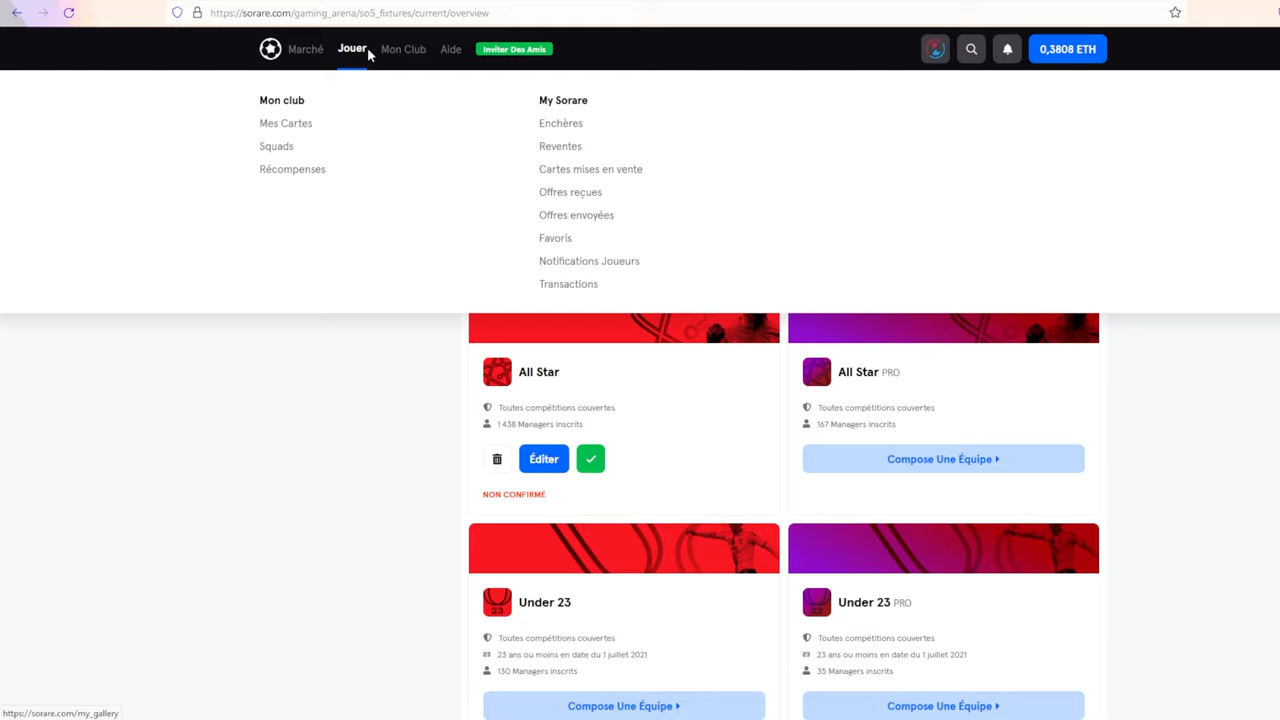 https://sorare.com/gaming_arena/so5_fixtures/current/overview
Marché Jouer Mon Club Aide Inviter Des Amis 0,3808 ETH
Mon club
Mes Cartes
Squads
Récompenses
My Sorare
Enchères
Reventes
Cartes mises en vente
Offres reçues
Offres envoyées
Favoris
Notifications Joueurs
Transactions
All Star
Toutes compétitions couvertes
1 438 Managers inscrits
Éditer
NON CONFIRMÉ
All Star PRO
Toutes compétitions couvertes
167 Managers inscrits
Compose Une Équipe
23
Under 23
Toutes compétitions couvertes
23 ans ou moins en date du 1 juillet 2021
130 Managers inscrits
Compose Une Équipe
23
Under 23 PRO
Toutes compétitions couvertes
23 ans ou moins en date du 1 juillet 2021
35 Managers inscrits
Compose Une Équipe
https://sorare.com/my_gallery